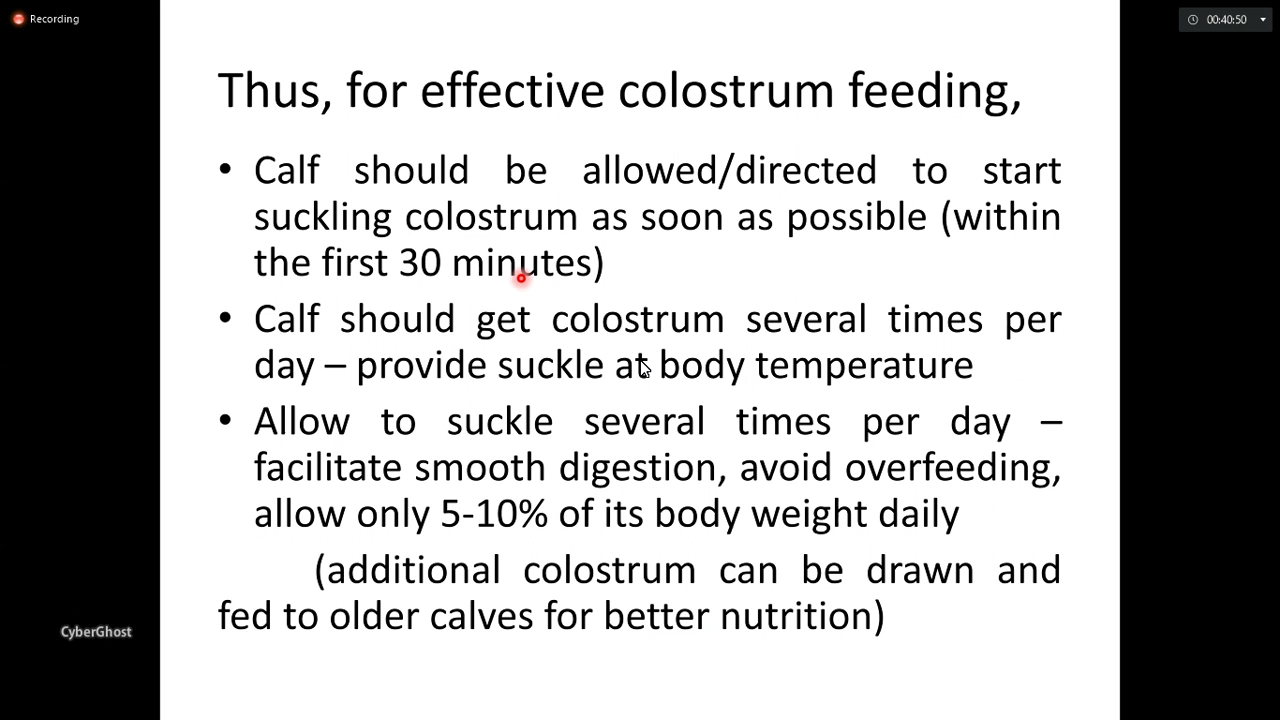 Recording
00:40:50
Thus, for effective colostrum feeding,
• Calf should be allowed/directed to start
suckling colostrum as soon as possible (within
the first 30 minutes)
• Calf should get colostrum several times per
day – provide suckle at body temperature
• Allow to suckle several times per day –
facilitate smooth digestion, avoid overfeeding,
allow only 5-10% of its body weight daily
(additional colostrum can be drawn and
fed to older calves for better nutrition)
CyberGhost